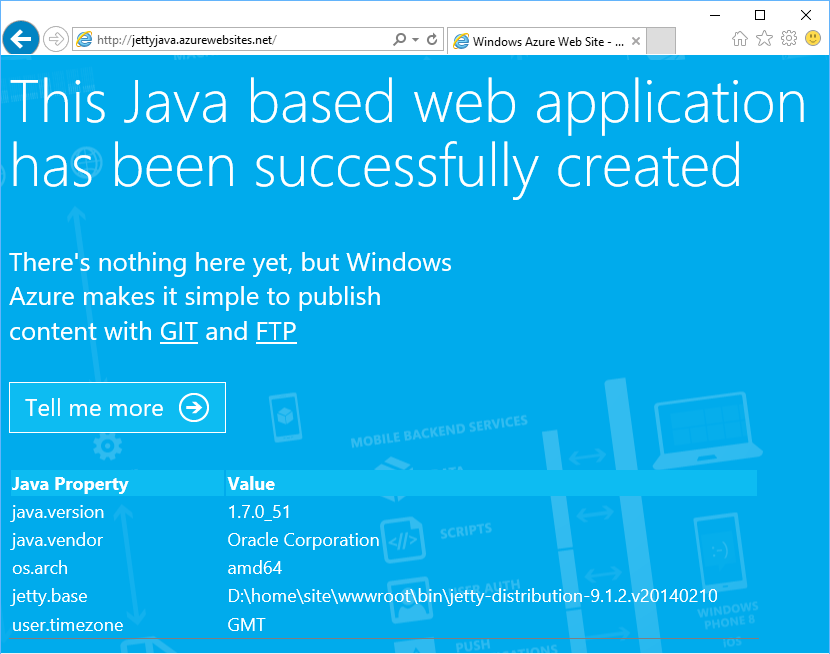 http://jettyjava.azurewebsites.net/
Windows Azure Web Site - ...
This Java based web application
has been successfully created
There's nothing here yet, but Windows
Azure makes it simple to publish
content with GIT and FTP
Tell me more
MOBILE BACKEND SERVICES
Java Property Value
java.version 1.7.0_51
java.vendor Oracle Corporation
SCRIPTS
os.arch amd64
USER AUTH
jetty.base D:\home\site\wwwroot\bin\jetty-distribution-9.1.2.v20140210
WINDOWS
PHONE 8
user.timezone GMT
iOS
PUSH